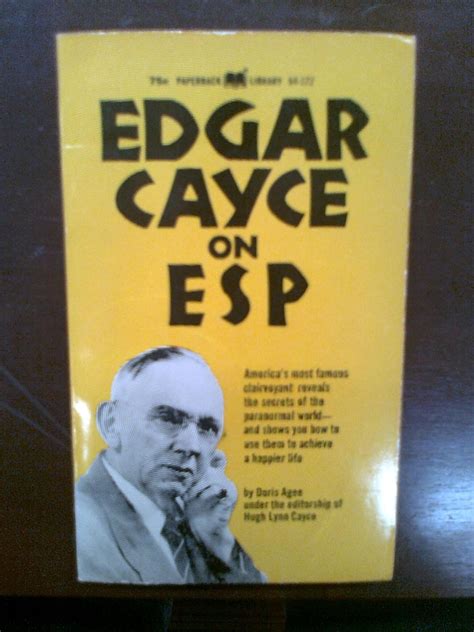 75¢ PAPERBACK LIBRARY
EDGAR
CAYCE
ON
ESP
America's most famous
clairvoyant reveals
the secrets of the
paranormal world—
and shows you how to
use them to achieve
a happier life
by Doris Agee
under the editorship of
Hugh Lynn Cayce